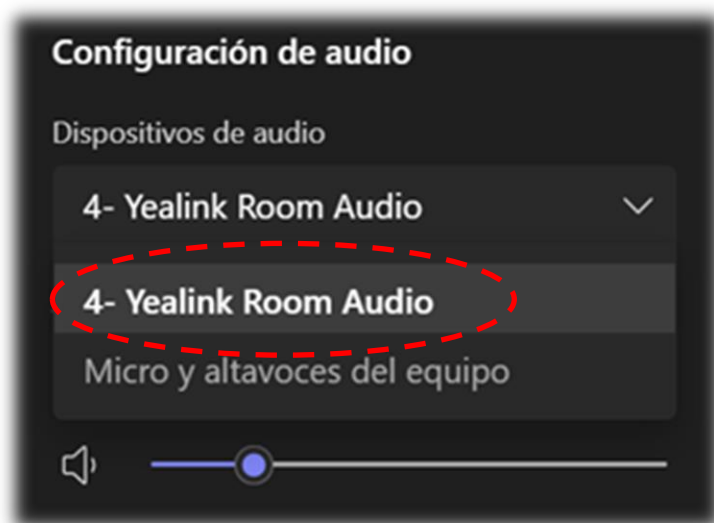 Configuración de audio
Dispositivos de audio
4- Yealink Room Audio
4- Yealink Room Audio
Micro y altavoces del equipo